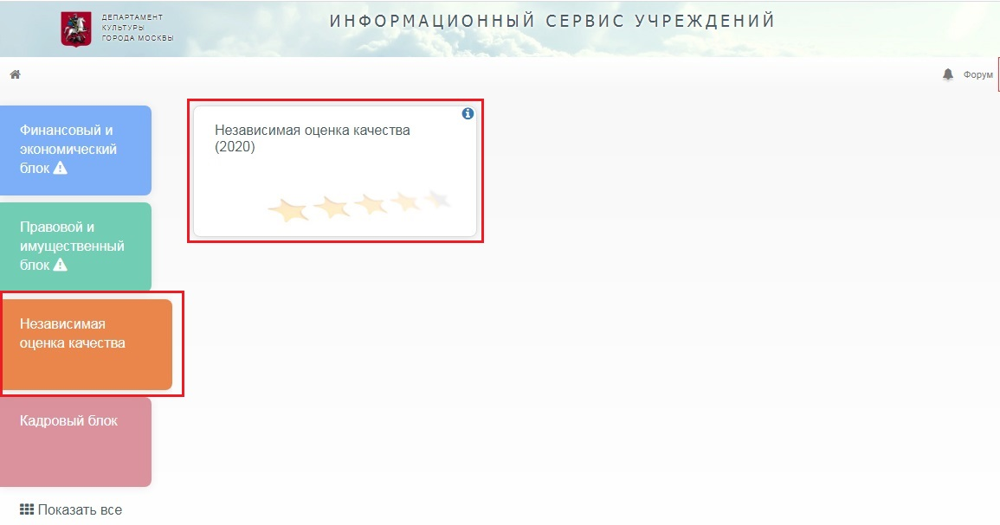 ДЕПАРТАМЕНТ
КУЛЬТУРЫ
ГОРОДА МОСКВЫ
ИНФОРМАЦИОННЫЙ СЕРВИС УЧРЕЖДЕНИЙ
Форум
Финансовый и
экономический
блок
Правовой и
имущественный
блок
Независимая
оценка качества
Кадровый блок
Показать все
Независимая оценка качества
(2020)